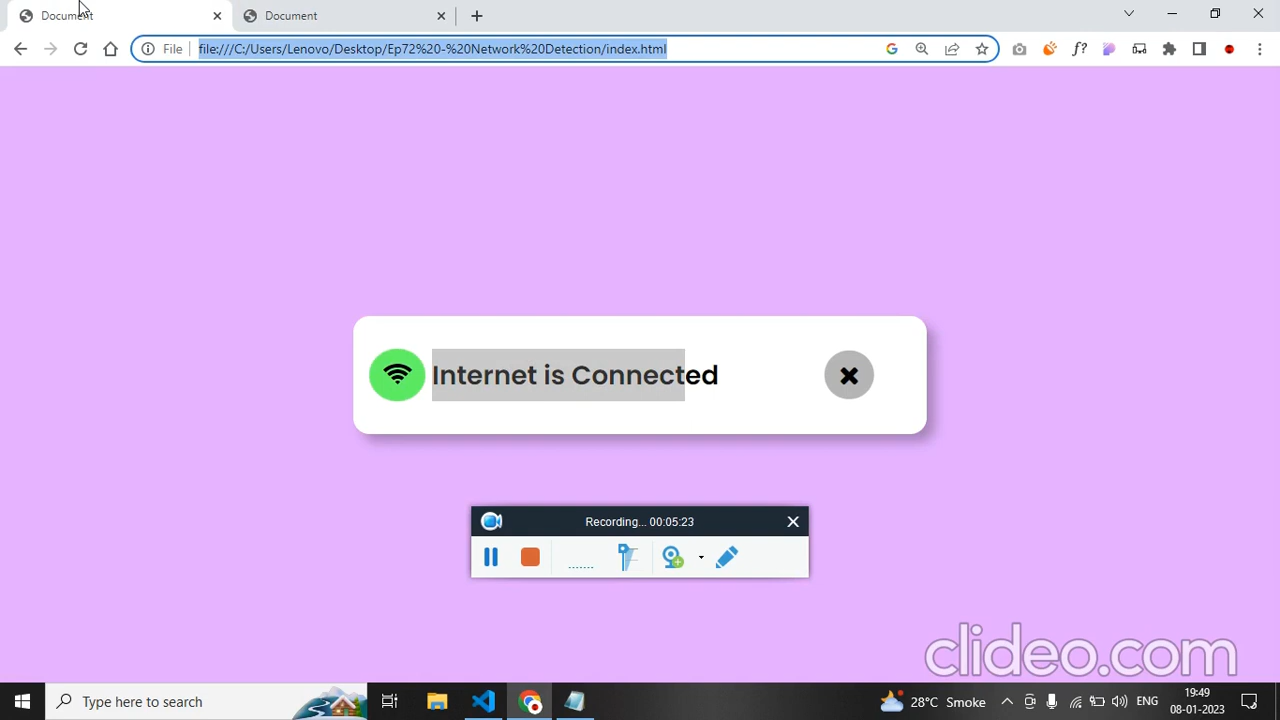 Document
Document
File
file:///C:/Users/Lenovo/Desktop/Ep72%20-%20Network%20Detection/index.html
f?
Internet is Connected
Recording... 00:05:23
clideo.com
Type here to search
28°C Smoke
ENG
19:49
08-01-2023